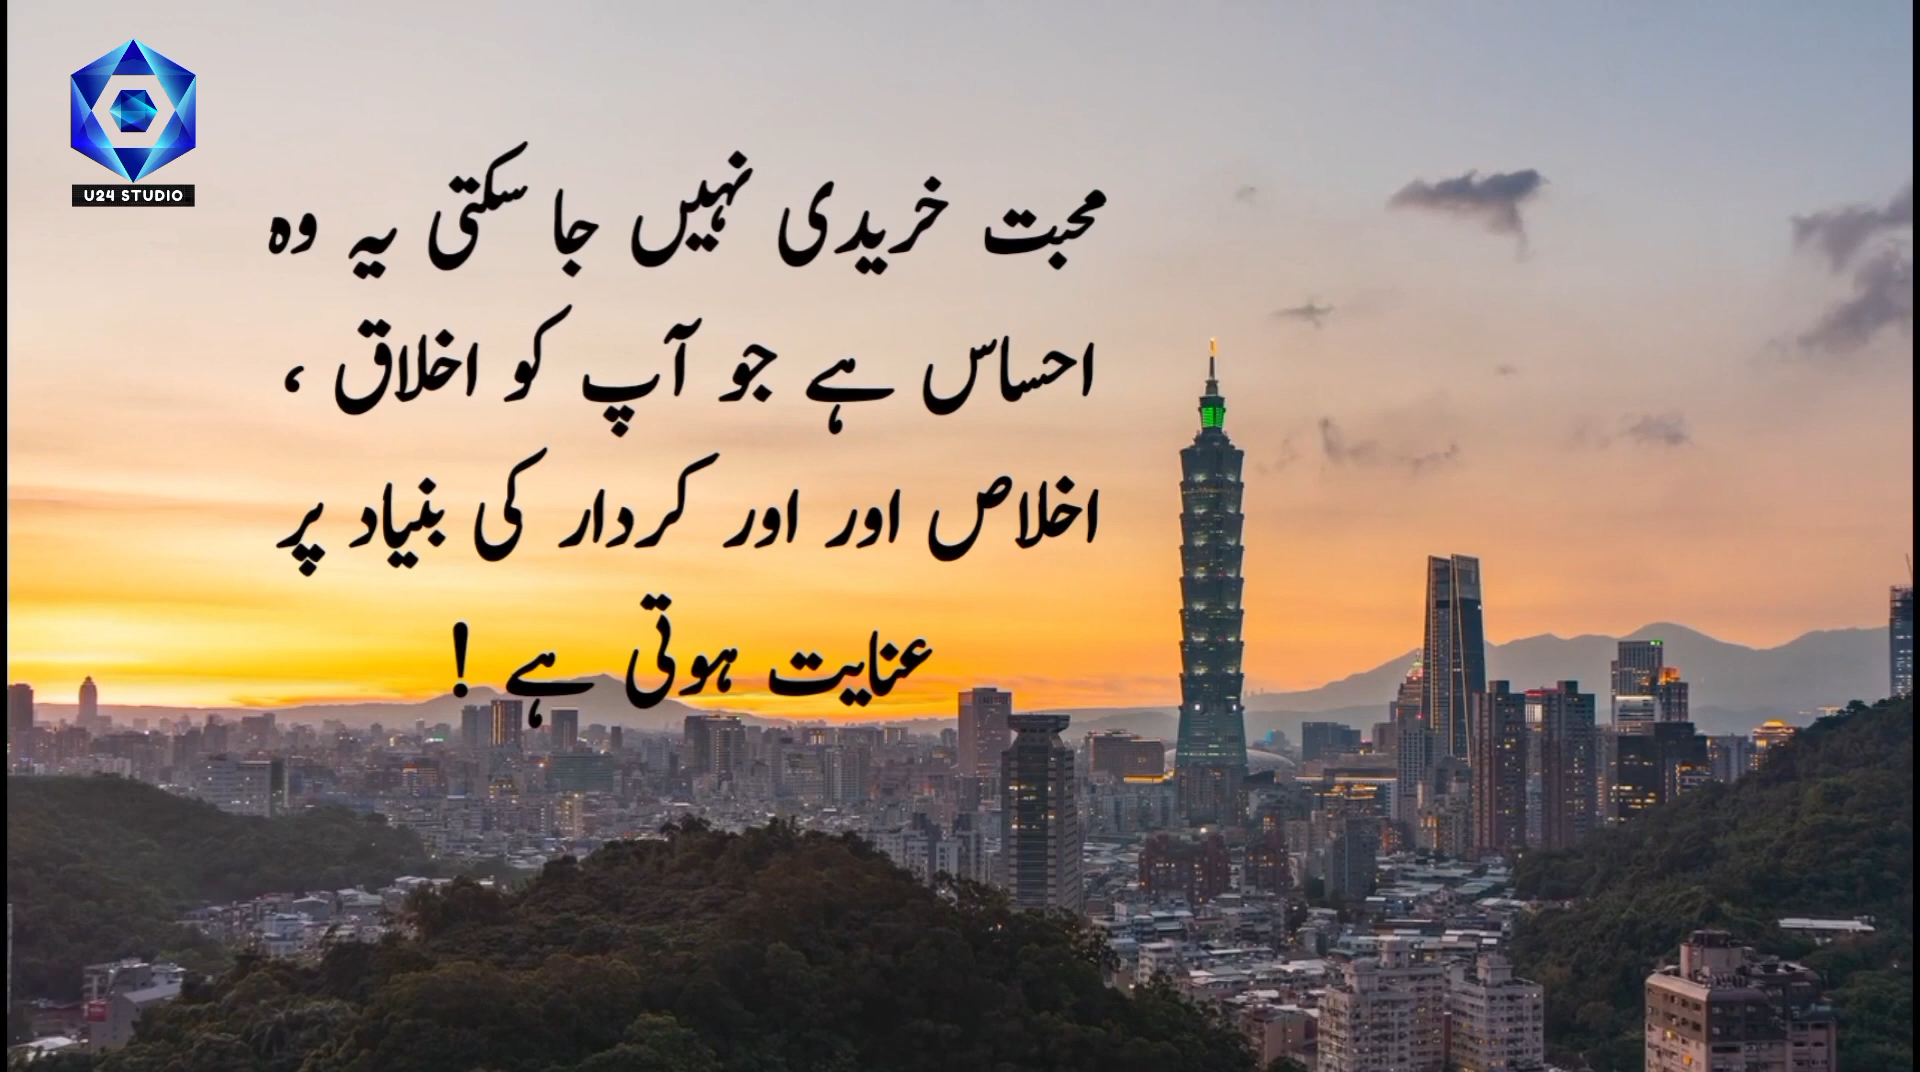 U24 STUDIO
محبت خریدی نہیں جا سکتی یہ وہ
احساس ہے جو آپ کو اخلاق ،
اخلاص اور اور کردار کی بنیاد پر
عنایت ہوتی ہے !